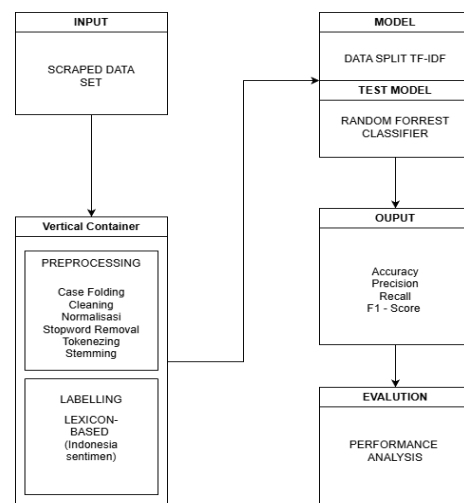 INPUT
SCRAPED DATA
SET
Vertical Container
PREPROCESSING
Case Folding
Cleaning
Normalisasi
Stopword Removal
Tokenezing
Stemming
LABELLING
LEXICON-
BASED
(Indonesia
sentimen)
MODEL
DATA SPLIT TF-IDF
TEST MODEL
RANDOM FORREST
CLASSIFIER
OUPUT
Accuracy
Precision
Recall
F1 - Score
EVALUTION
PERFORMANCE
ANALYSIS